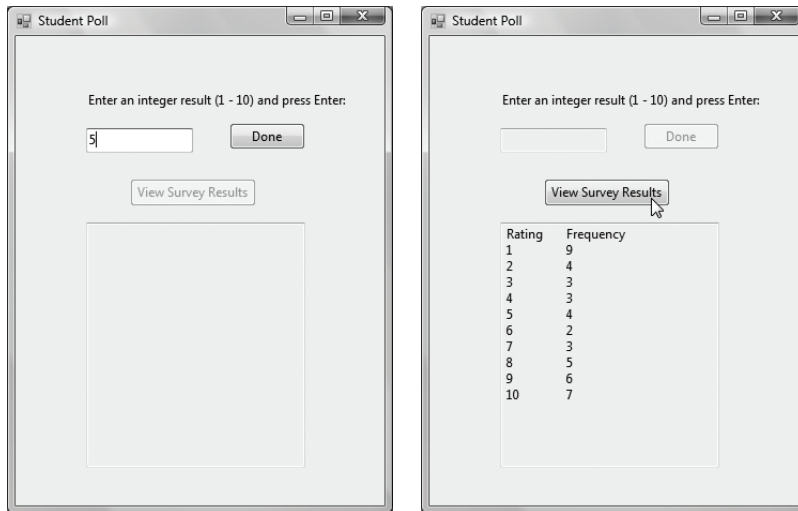 Student Poll
Enter an integer result (1 - 10) and press Enter:
5
Done
View Survey Results
Student Poll
Enter an integer result (1 - 10) and press Enter:
Done
View Survey Results
Rating Frequency
1 9
2 4
3 3
4 3
5 4
6 2
7 3
8 5
9 6
10 7